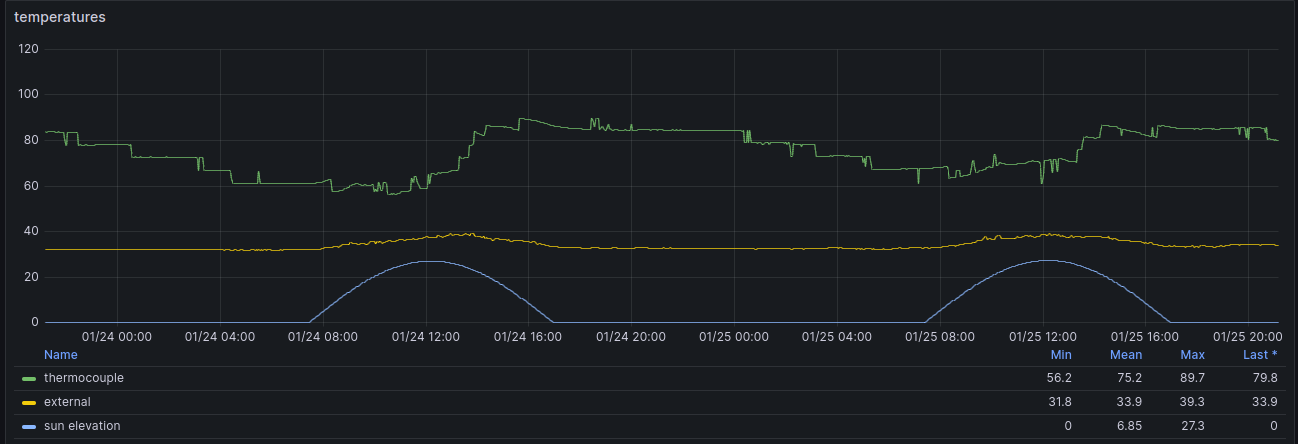 temperatures
120
100
80
60
40
20
0
01/24 00:00 01/24 04:00 01/24 08:00 01/24 12:00 01/24 16:00 01/24 20:00 01/25 00:00 01/25 04:00 01/25 08:00 01/25 12:00 01/25 16:00 01/25 20:00
Name Min Mean Max Last *
thermocouple 56.2 75.2 89.7 79.8
external 31.8 33.9 39.3 33.9
sun elevation 0 6.85 27.3 0